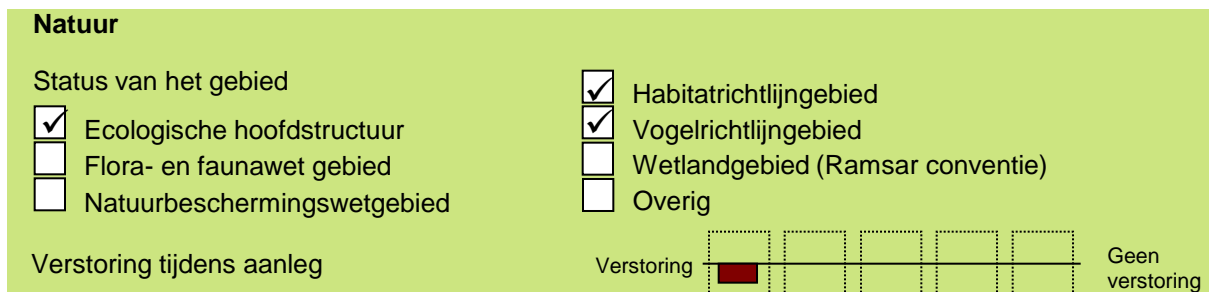 Natuur
Status van het gebied
Ecologische hoofdstructuur
Flora- en faunawet gebied
Natuurbeschermingswetgebied
Habitatrichtlijngebied
Vogelrichtlijngebied
Wetlandgebied (Ramsar conventie)
Overig
Verstoring tijdens aanleg
Verstoring
Geen
verstoring